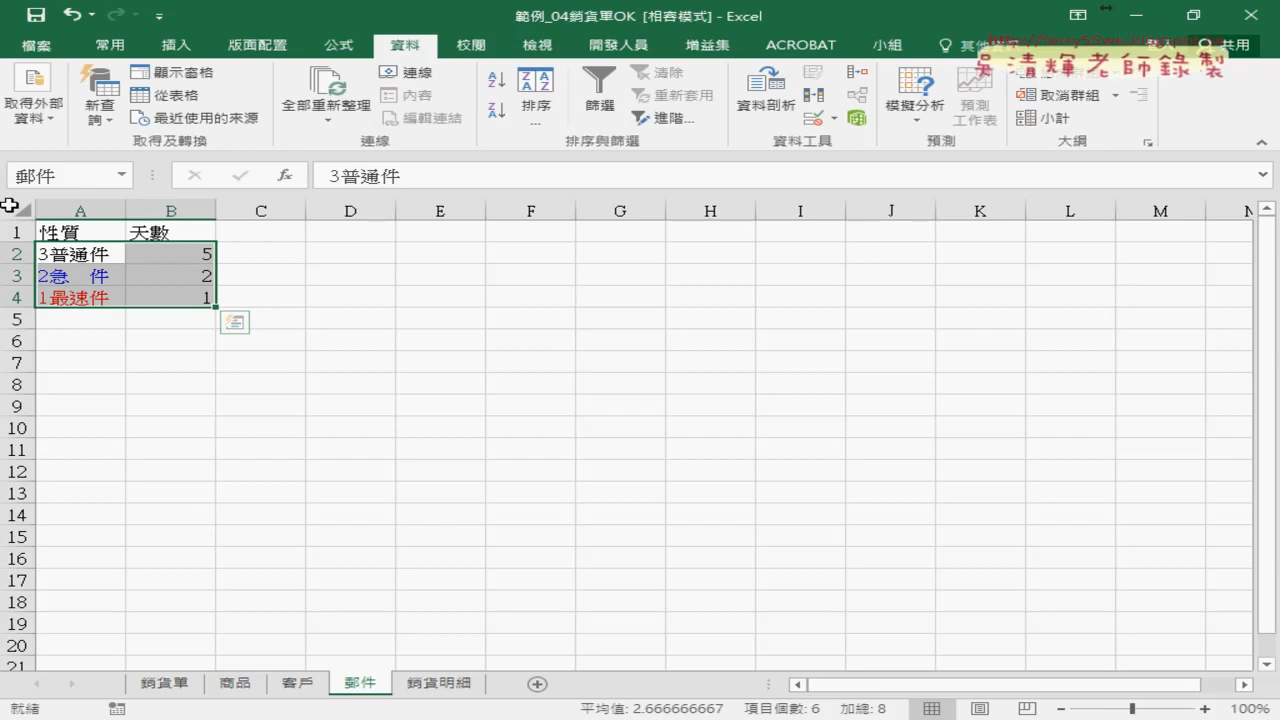 範例_04銷貨單OK [相容模式] - Excel
檔案 常用 插入 版面配置 公式 資料 校閱 檢視 開發人員 增益集 ACROBAT 小組 共用
吳清輝老師錄製
取得外部資料 新查詢 顯示窗格 從表格 最近使用的來源 取得及轉換
全部重新整理 連線 內容 編輯連結 連線
排序... 篩選 清除 重新套用 進階... 排序與篩選
資料剖析 資料工具
模擬分析 預測工作表 預測
取消群組 小計 大綱
郵件 fx 3普通件
A B C D E F G H I J K L M N
1 性質 天數
2 3普通件 5
3 2急 件 2
4 1最速件 1
5
6
7
8
9
10
11
12
13
14
15
16
17
18
19
20
21
銷貨單 商品 客戶 郵件 銷貨明細
就緒 平均值: 2.666666667 項目個數: 6 加總: 8 100%